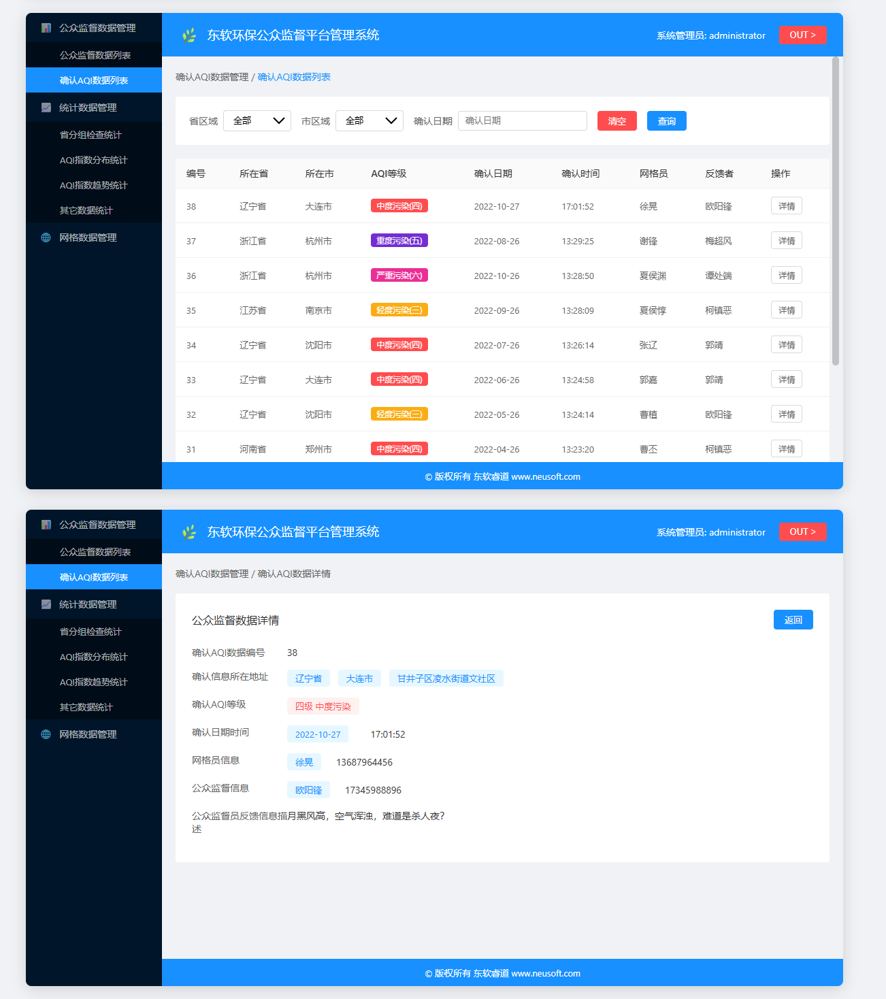 公众监督数据管理
公众监督数据列表
确认AQI数据列表
统计数据管理
省分组检查统计
AQI指数分布统计
AQI指数趋势统计
其它数据统计
网格数据管理
东软环保公众监督平台管理系统
系统管理员: administrator
OUT >
确认AQI数据管理 / 确认AQI数据列表
省区域 全部 市区域 全部 确认日期 确认日期 清空 查询
编号 所在省 所在市 AQI等级 确认日期 确认时间 网格员 反馈者 操作
38 辽宁省 大连市 中度污染(四) 2022-10-27 17:01:52 徐晃 欧阳锋 详情
37 浙江省 杭州市 重度污染(五) 2022-08-26 13:29:25 谢锋 梅超风 详情
36 浙江省 杭州市 严重污染(六) 2022-10-26 13:28:50 夏侯渊 谭处端 详情
35 江苏省 南京市 轻度污染(三) 2022-09-26 13:28:09 夏侯惇 柯镇恶 详情
34 辽宁省 沈阳市 中度污染(四) 2022-07-26 13:26:14 张辽 郭靖 详情
33 辽宁省 大连市 中度污染(四) 2022-06-26 13:24:58 郭嘉 郭靖 详情
32 辽宁省 沈阳市 轻度污染(三) 2022-05-26 13:24:14 曹植 欧阳锋 详情
31 河南省 郑州市 中度污染(四) 2022-04-26 13:23:20 曹丕 柯镇恶 详情
© 版权所有 东软睿道 www.neusoft.com
公众监督数据管理
公众监督数据列表
确认AQI数据列表
统计数据管理
省分组检查统计
AQI指数分布统计
AQI指数趋势统计
其它数据统计
网格数据管理
东软环保公众监督平台管理系统
系统管理员: administrator
OUT >
确认AQI数据管理 / 确认AQI数据详情
公众监督数据详情
返回
确认AQI数据编号 38
确认信息所在地址 辽宁省 大连市 甘井子区凌水街道文社区
确认AQI等级 四级 中度污染
确认日期时间 2022-10-27 17:01:52
网格员信息 徐晃 13687964456
公众监督信息 欧阳锋 17345988896
公众监督员反馈信息描月黑风高，空气浑浊，难道是杀人夜?
述
© 版权所有 东软睿道 www.neusoft.com